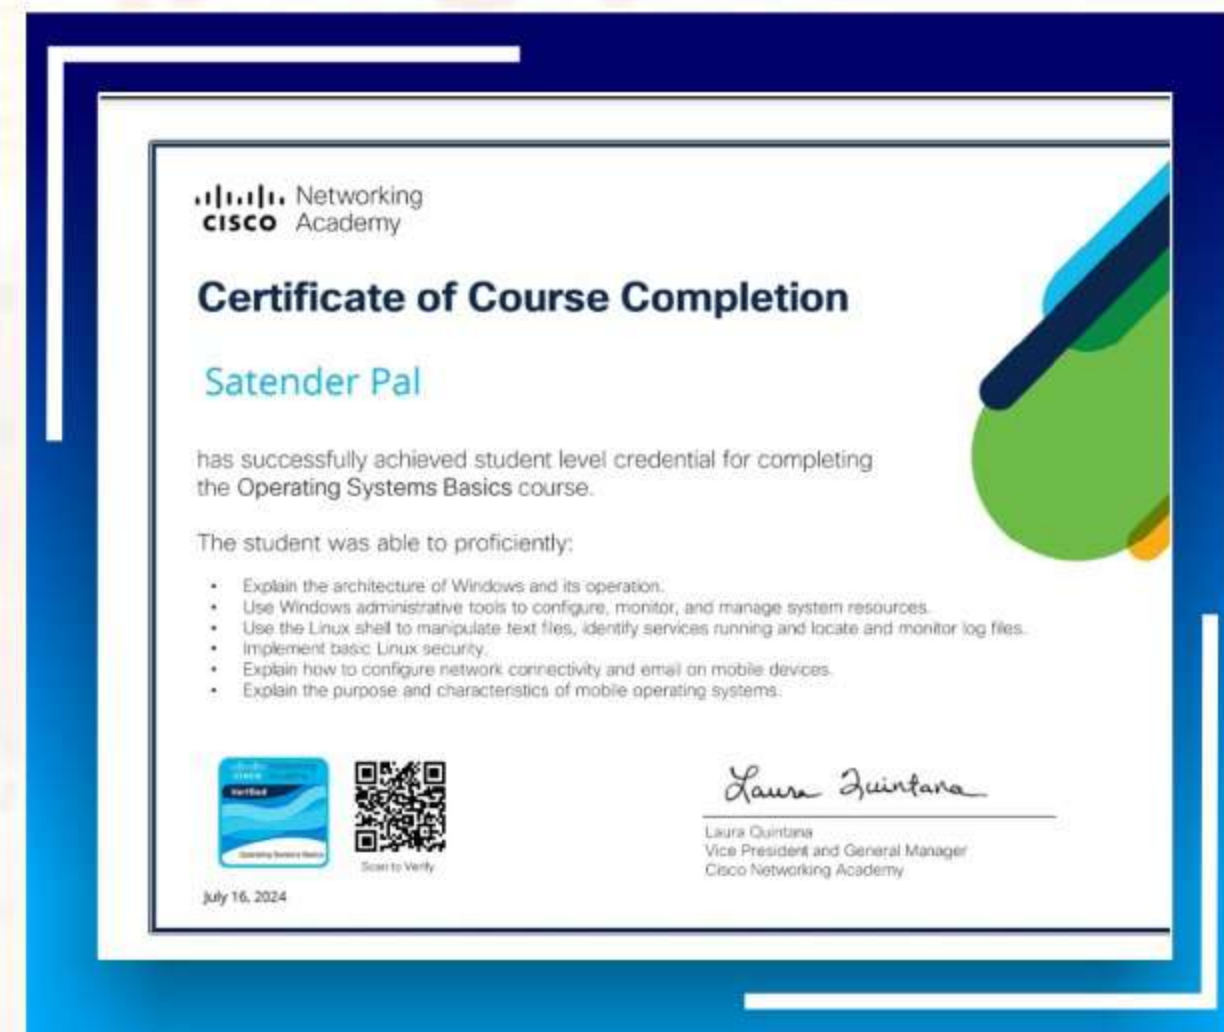 Networking
CISCO Academy
Certificate of Course Completion
Satender Pal
has successfully achieved student level credential for completing
the Operating Systems Basics course.
The student was able to proficiently:
• Explain the architecture of Windows and its operation.
• Use Windows administrative tools to configure, monitor, and manage system resources.
• Use the Linux shell to manipulate text files, identify services running and locate and monitor log files.
• Implement basic Linux security.
• Explain how to configure network connectivity and email on mobile devices.
• Explain the purpose and characteristics of mobile operating systems.
Verified
Operating Systems Basics
Scan to Verify
July 16, 2024
Laura Quintana
Laura Quintana
Vice President and General Manager
Cisco Networking Academy